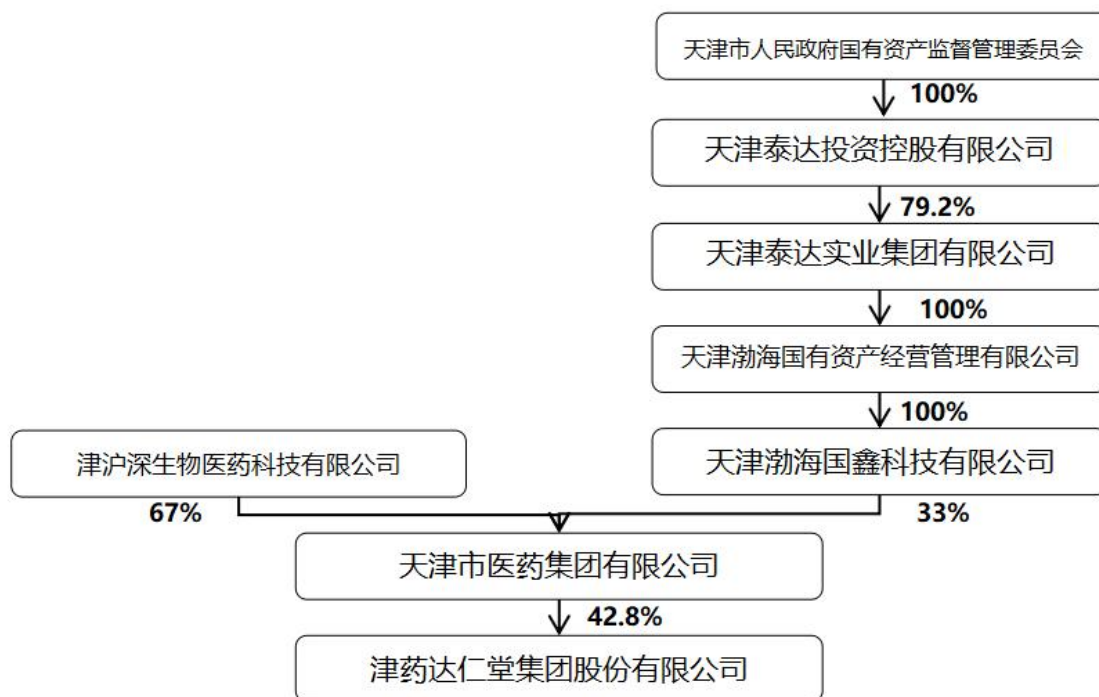 天津市人民政府国有资产监督管理委员会
100%
天津泰达投资控股有限公司
79.2%
天津泰达实业集团有限公司
100%
天津渤海国有资产经营管理有限公司
100%
津沪深生物医药科技有限公司
天津渤海国鑫科技有限公司
67%
33%
天津市医药集团有限公司
42.8%
津药达仁堂集团股份有限公司